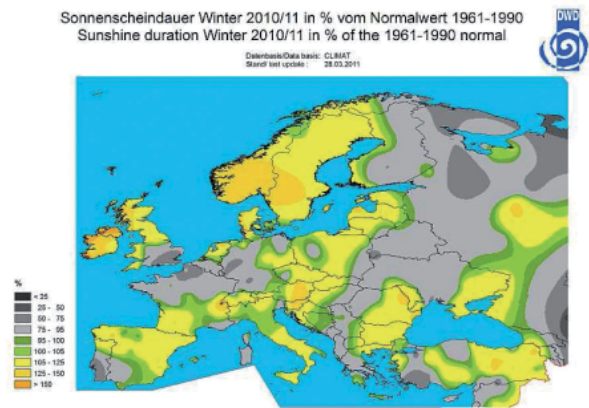 Sonnenscheindauer Winter 2010/11 in % vom Normalwert 1961-1990
Sunshine duration Winter 2010/11 in % of the 1961-1990 normal
DWD
Datenbasis/Data basis: CLIMAT
Stand/ last update : 28.03.2011
%
< 25
25 - 50
50 - 75
75 - 95
95 - 100
100 - 105
105 - 125
125 - 150
> 150